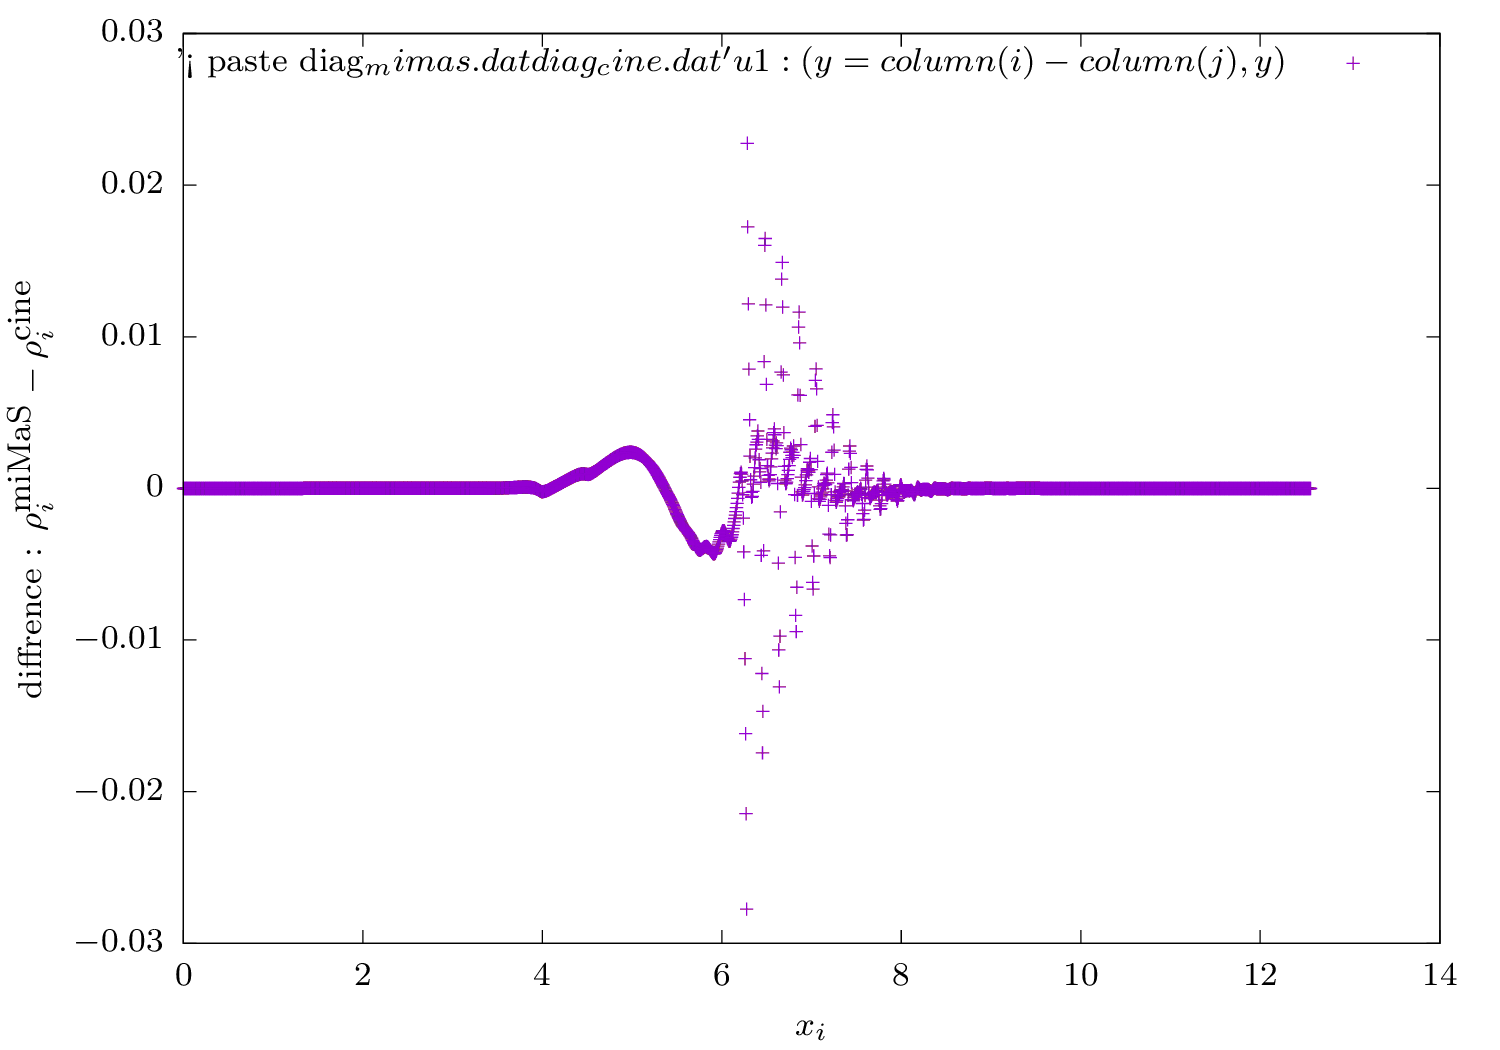 ’¡ paste diag_mimas.datdiag_cine.dat′u1 : (y = column(i) − column(j), y)
0.03
0.02
0.01
0
−0.01
−0.02
−0.03
diffrence : ρ_i^miMaS − ρ_i^cine
0 2 4 6 8 10 12 14
x_i